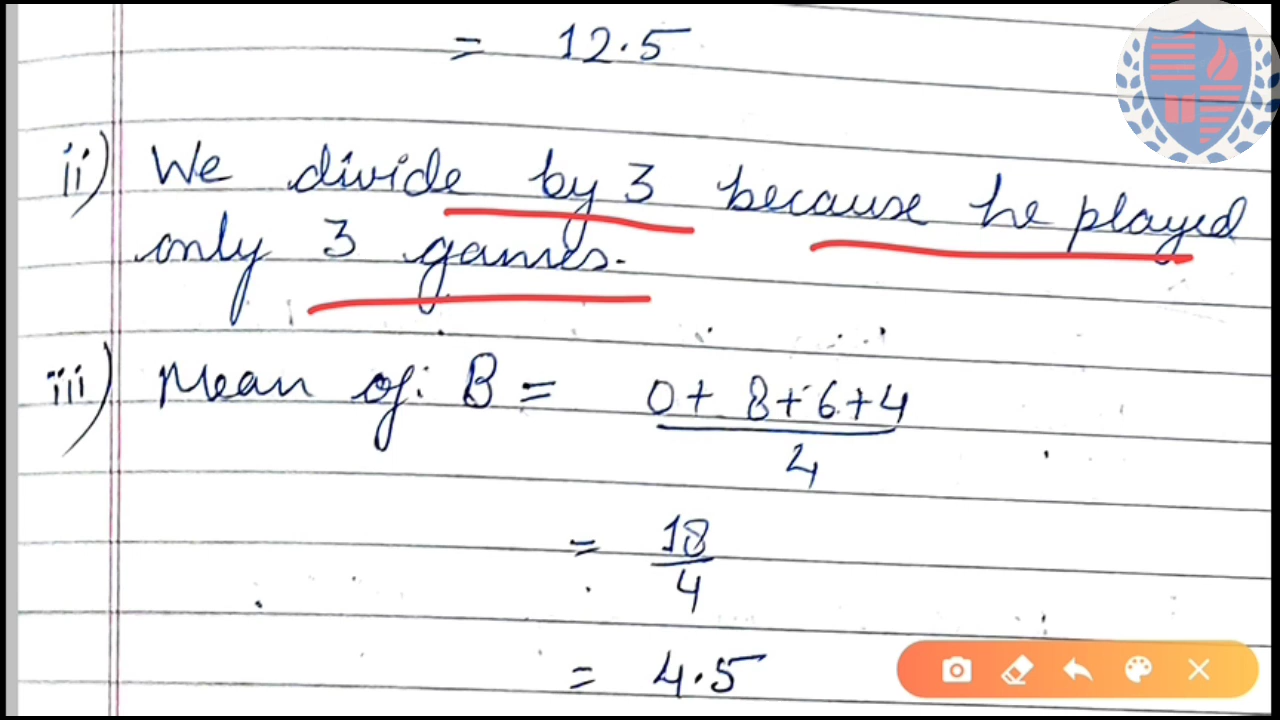 = 12.5
ii) We divide by 3 because he played
only 3 games.
iii) Mean of: B = 0+ 8+6+4
4
= 18
4
= 4.5